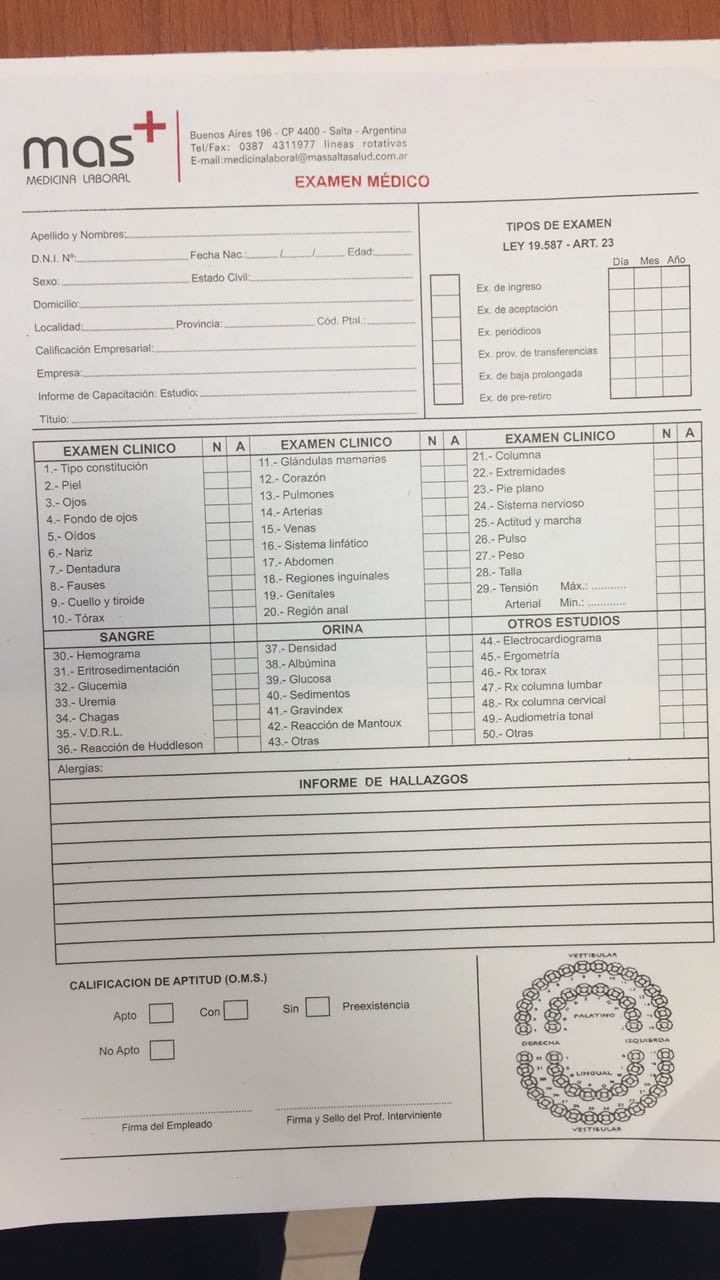 mas+
MEDICINA LABORAL
Buenos Aires 196 - CP 4400 - Salta - Argentina
Tel/Fax: 0387 4311977 lineas rotativas
E-mail:medicinalaboral@massaltasalud.com.ar
EXAMEN MÉDICO
Apellido y Nombres:
D.N.I. Nº: Fecha Nac.: / / Edad:
Sexo: Estado Civil:
Domicilio:
Localidad: Provincia: Cód. Ptal.:
Calificación Empresarial:
Empresa:
Informe de Capacitación: Estudio:
Título:
TIPOS DE EXAMEN
LEY 19.587 - ART. 23
Día Mes Año
Ex. de ingreso
Ex. de aceptación
Ex. periódicos
Ex. prov. de transferencias
Ex. de baja prolongada
Ex. de pre-retiro
EXAMEN CLINICO N A
1.- Tipo constitución
2.- Piel
3.- Ojos
4.- Fondo de ojos
5.- Oídos
6.- Nariz
7.- Dentadura
8.- Fauses
9.- Cuello y tiroide
10.- Tórax
EXAMEN CLINICO N A
11.- Glándulas mamarias
12.- Corazón
13.- Pulmones
14.- Arterias
15.- Venas
16.- Sistema linfático
17.- Abdomen
18.- Regiones inguinales
19.- Genitales
20.- Región anal
EXAMEN CLINICO N A
21.- Columna
22.- Extremidades
23.- Pie plano
24.- Sistema nervioso
25.- Actitud y marcha
26.- Pulso
27.- Peso
28.- Talla
29.- Tensión Máx.: ...........
Arterial Min.: ............
SANGRE
30.- Hemograma
31.- Eritrosedimentación
32.- Glucemia
33.- Uremia
34.- Chagas
35.- V.D.R.L.
36.- Reacción de Huddleson
ORINA
37.- Densidad
38.- Albúmina
39.- Glucosa
40.- Sedimentos
41.- Gravindex
42.- Reacción de Mantoux
43.- Otras
OTROS ESTUDIOS
44.- Electrocardiograma
45.- Ergometría
46.- Rx torax
47.- Rx columna lumbar
48.- Rx columna cervical
49.- Audiometría tonal
50.- Otras
Alergias:
INFORME DE HALLAZGOS
CALIFICACION DE APTITUD (O.M.S.)
Apto Con Sin Preexistencia
No Apto
Firma del Empleado
Firma y Sello del Prof. Interviniente
VESTIBULAR
PALATINO
DERECHA IZQUIERDA
LINGUAL
VESTIBULAR